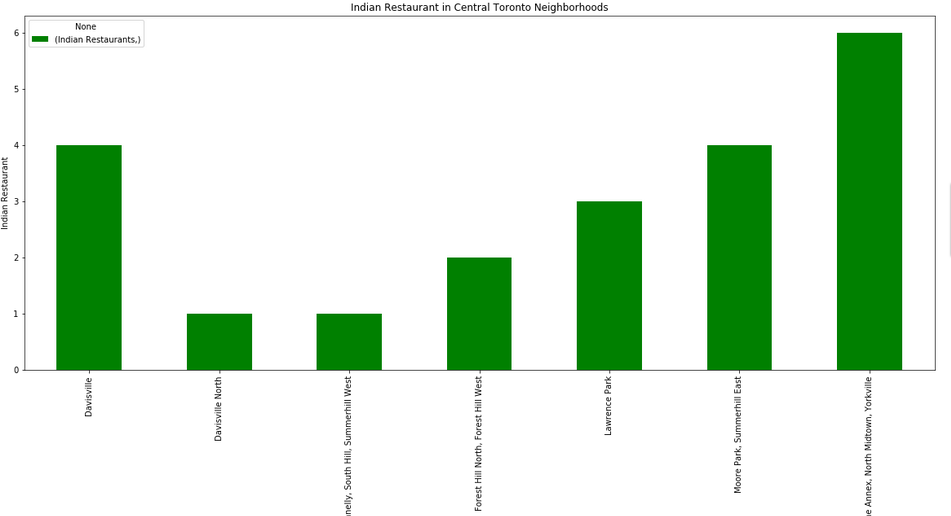 Indian Restaurant in Central Toronto Neighborhoods
None
(Indian Restaurants,)
Indian Restaurant
6
5
4
3
2
1
0
Davisville
Davisville North
nelly, South Hill, Summerhill West
Forest Hill North, Forest Hill West
Lawrence Park
Moore Park, Summerhill East
e Annex, North Midtown, Yorkville